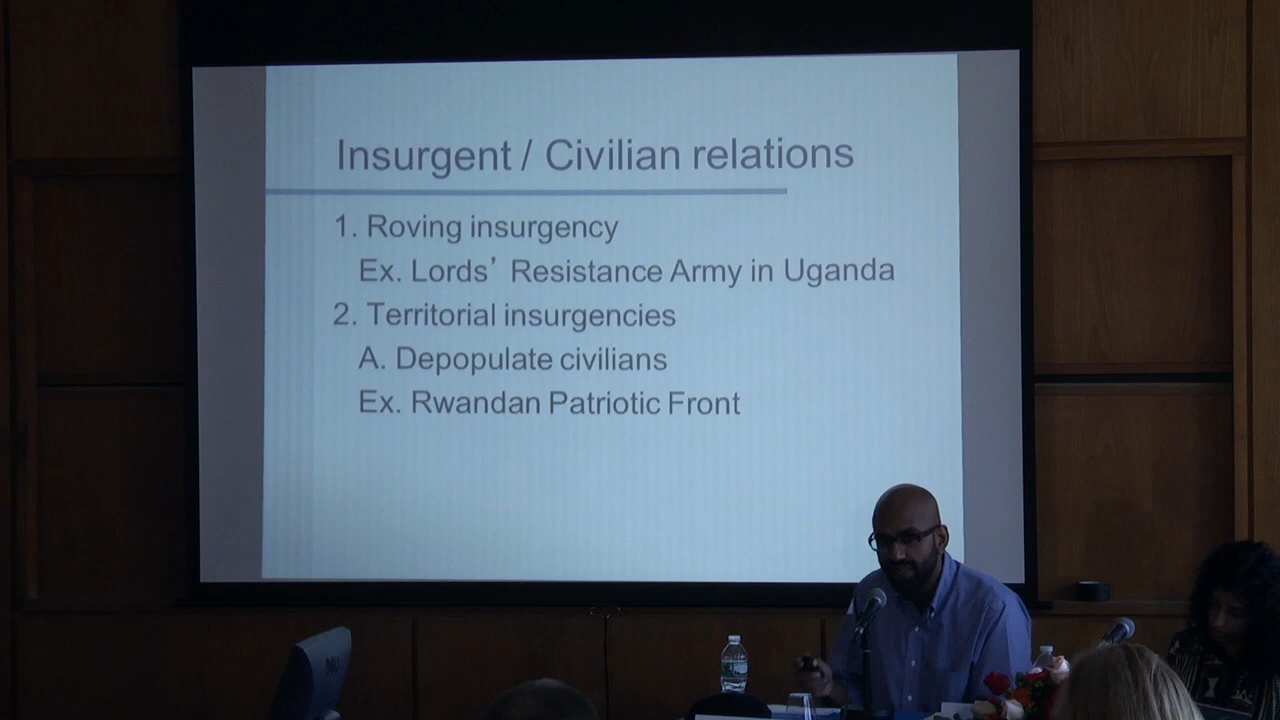 Insurgent / Civilian relations
1. Roving insurgency
Ex. Lords’ Resistance Army in Uganda
2. Territorial insurgencies
A. Depopulate civilians
Ex. Rwandan Patriotic Front